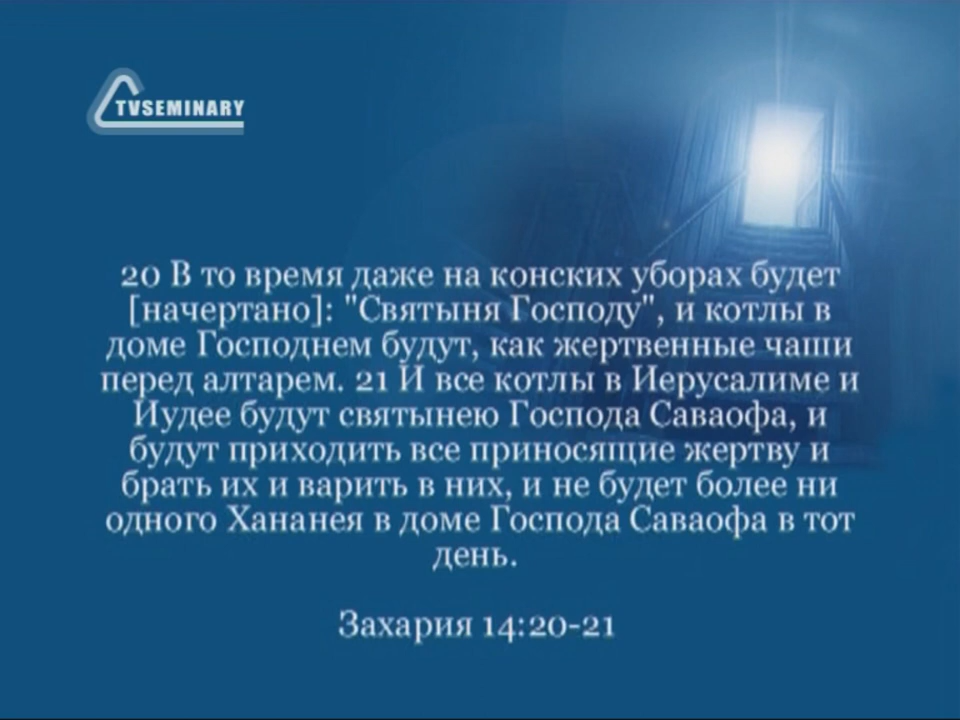 TVSEMINARY
20 В то время даже на конских уборах будет
[начертано]: "Святыня Господу", и котлы в
доме Господнем будут, как жертвенные чаши
перед алтарем. 21 И все котлы в Иерусалиме и
Иудее будут святынею Господа Саваофа, и
будут приходить все приносящие жертву и
брать их и варить в них, и не будет более ни
одного Хананея в доме Господа Саваофа в тот
день.
Захария 14:20-21